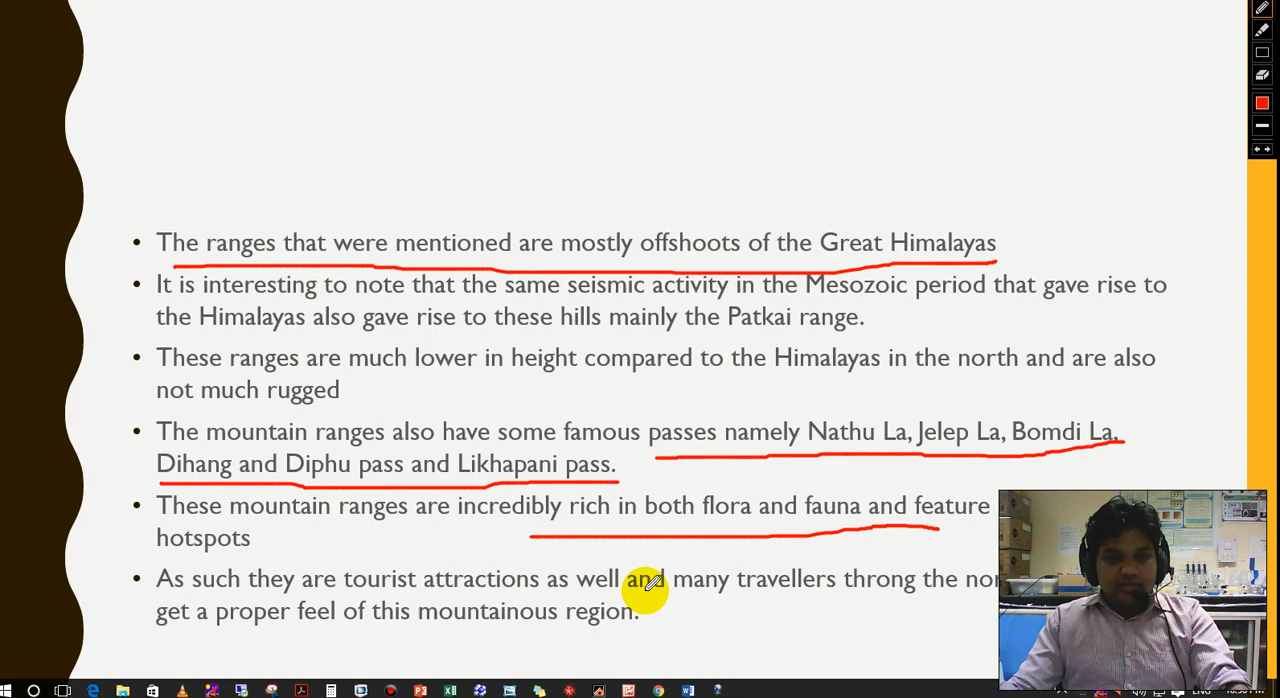 • The ranges that were mentioned are mostly offshoots of the Great Himalayas
• It is interesting to note that the same seismic activity in the Mesozoic period that gave rise to
the Himalayas also gave rise to these hills mainly the Patkai range.
• These ranges are much lower in height compared to the Himalayas in the north and are also
not much rugged
• The mountain ranges also have some famous passes namely Nathu La, Jelep La, Bomdi La,
Dihang and Diphu pass and Likhapani pass.
• These mountain ranges are incredibly rich in both flora and fauna and feature
hotspots
• As such they are tourist attractions as well and many travellers throng the
get a proper feel of this mountainous region.